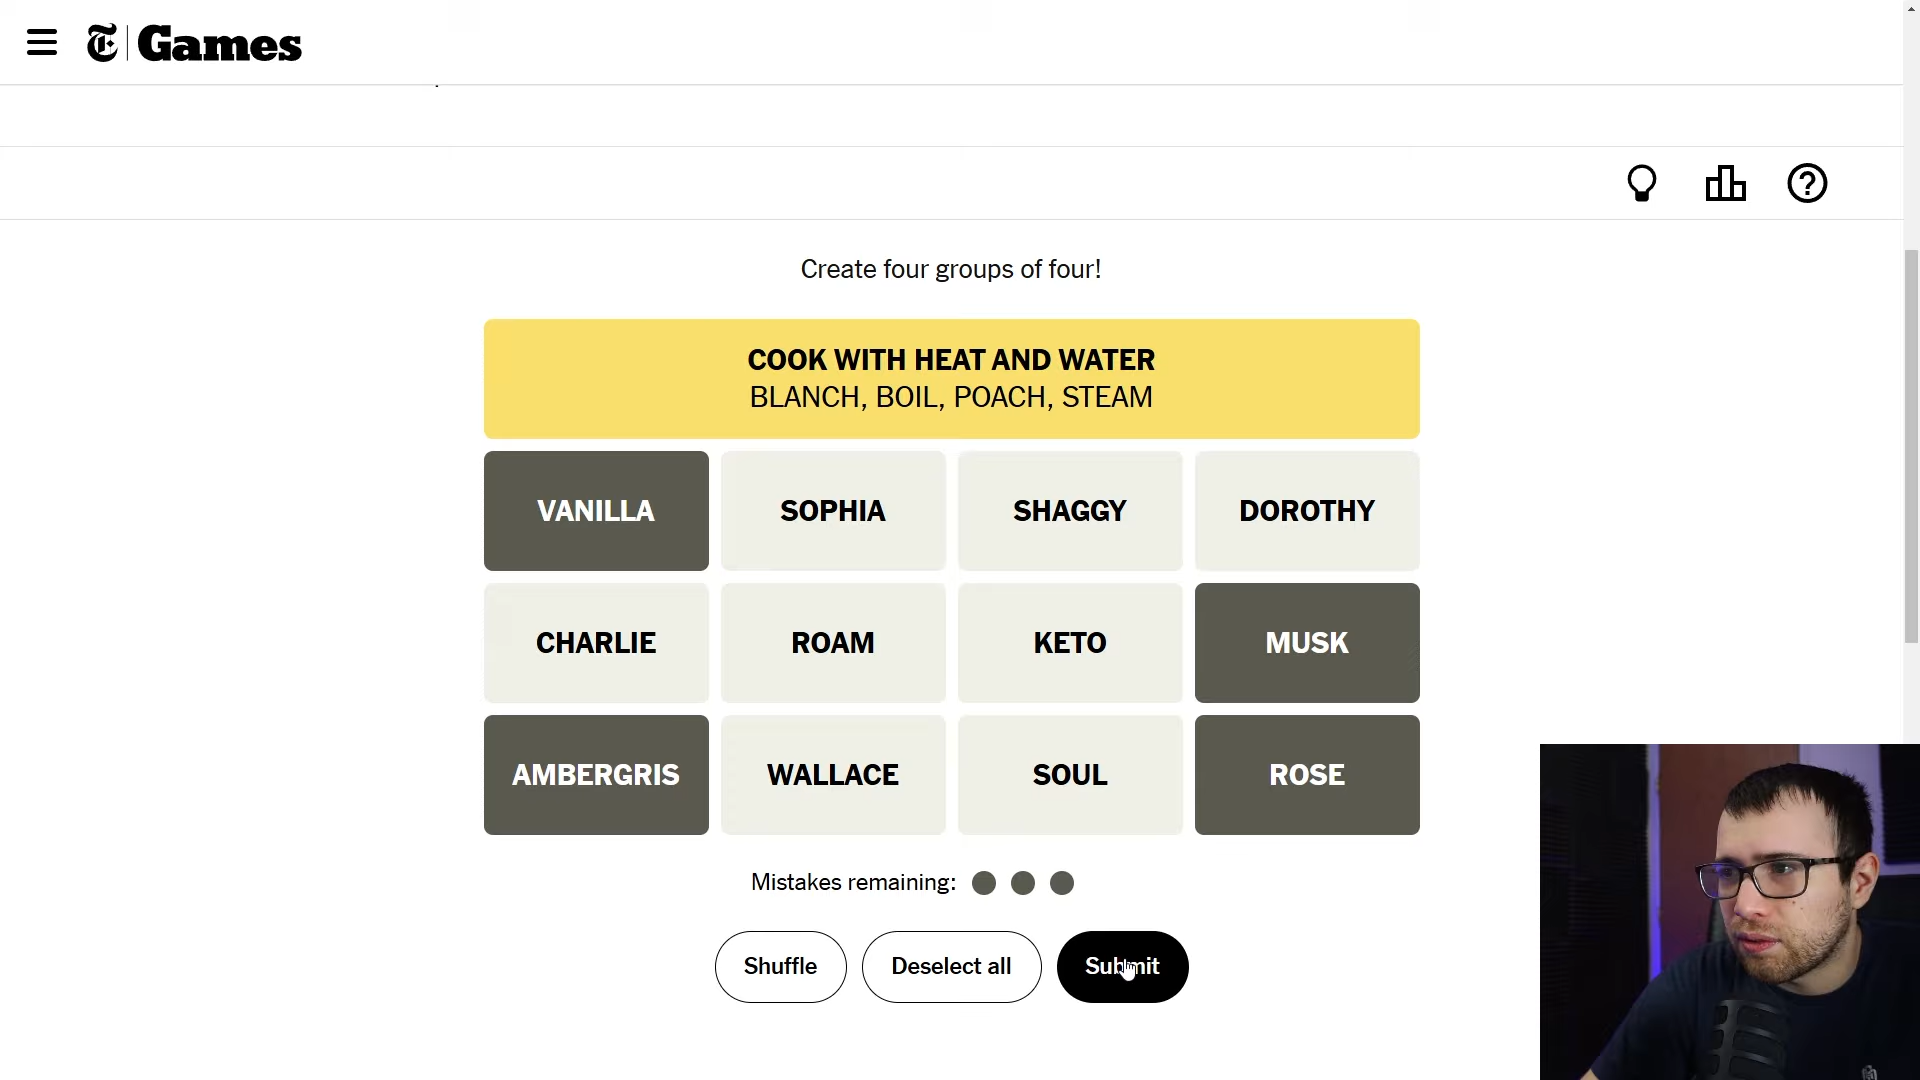 T Games
Create four groups of four!
COOK WITH HEAT AND WATER
BLANCH, BOIL, POACH, STEAM
VANILLA SOPHIA SHAGGY DOROTHY
CHARLIE ROAM KETO MUSK
AMBERGRIS WALLACE SOUL ROSE
Mistakes remaining:
Shuffle Deselect all Submit